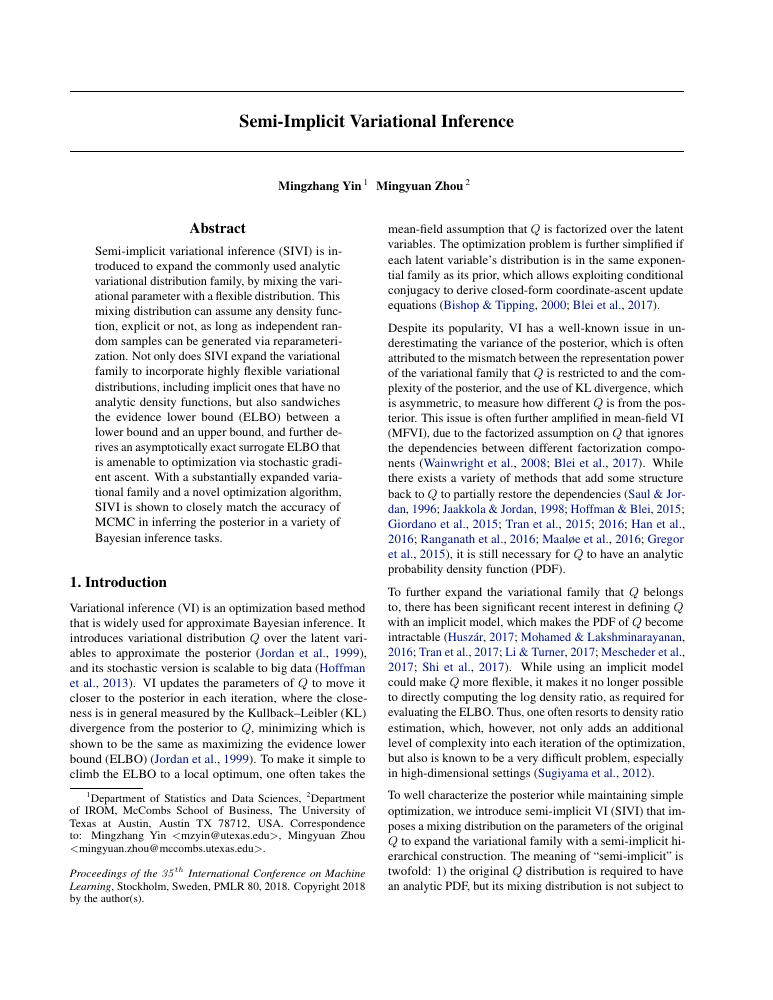 Semi-Implicit Variational Inference
Mingzhang Yin 1 Mingyuan Zhou 2
Abstract
Semi-implicit variational inference (SIVI) is in-
troduced to expand the commonly used analytic
variational distribution family, by mixing the vari-
ational parameter with a flexible distribution. This
mixing distribution can assume any density func-
tion, explicit or not, as long as independent ran-
dom samples can be generated via reparameteri-
zation. Not only does SIVI expand the variational
family to incorporate highly flexible variational
distributions, including implicit ones that have no
analytic density functions, but also sandwiches
the evidence lower bound (ELBO) between a
lower bound and an upper bound, and further de-
rives an asymptotically exact surrogate ELBO that
is amenable to optimization via stochastic gradi-
ent ascent. With a substantially expanded varia-
tional family and a novel optimization algorithm,
SIVI is shown to closely match the accuracy of
MCMC in inferring the posterior in a variety of
Bayesian inference tasks.
1. Introduction
Variational inference (VI) is an optimization based method
that is widely used for approximate Bayesian inference. It
introduces variational distribution Q over the latent vari-
ables to approximate the posterior (Jordan et al., 1999),
and its stochastic version is scalable to big data (Hoffman
et al., 2013). VI updates the parameters of Q to move it
closer to the posterior in each iteration, where the close-
ness is in general measured by the Kullback–Leibler (KL)
divergence from the posterior to Q, minimizing which is
shown to be the same as maximizing the evidence lower
bound (ELBO) (Jordan et al., 1999). To make it simple to
climb the ELBO to a local optimum, one often takes the
1Department of Statistics and Data Sciences, 2Department
of IROM, McCombs School of Business, The University of
Texas at Austin, Austin TX 78712, USA. Correspondence
to: Mingzhang Yin <mzyin@utexas.edu>, Mingyuan Zhou
<mingyuan.zhou@mccombs.utexas.edu>.
Proceedings of the 35th International Conference on Machine
Learning, Stockholm, Sweden, PMLR 80, 2018. Copyright 2018
by the author(s).
mean-field assumption that Q is factorized over the latent
variables. The optimization problem is further simplified if
each latent variable's distribution is in the same exponen-
tial family as its prior, which allows exploiting conditional
conjugacy to derive closed-form coordinate-ascent update
equations (Bishop & Tipping, 2000; Blei et al., 2017).
Despite its popularity, VI has a well-known issue in un-
derestimating the variance of the posterior, which is often
attributed to the mismatch between the representation power
of the variational family that Q is restricted to and the com-
plexity of the posterior, and the use of KL divergence, which
is asymmetric, to measure how different Q is from the pos-
terior. This issue is often further amplified in mean-field VI
(MFVI), due to the factorized assumption on Q that ignores
the dependencies between different factorization compo-
nents (Wainwright et al., 2008; Blei et al., 2017). While
there exists a variety of methods that add some structure
back to Q to partially restore the dependencies (Saul & Jor-
dan, 1996; Jaakkola & Jordan, 1998; Hoffman & Blei, 2015;
Giordano et al., 2015; Tran et al., 2015; 2016; Han et al.,
2016; Ranganath et al., 2016; Maaløe et al., 2016; Gregor
et al., 2015), it is still necessary for Q to have an analytic
probability density function (PDF).
To further expand the variational family that Q belongs
to, there has been significant recent interest in defining Q
with an implicit model, which makes the PDF of Q become
intractable (Huszár, 2017; Mohamed & Lakshminarayanan,
2016; Tran et al., 2017; Li & Turner, 2017; Mescheder et al.,
2017; Shi et al., 2017). While using an implicit model
could make Q more flexible, it makes it no longer possible
to directly computing the log density ratio, as required for
evaluating the ELBO. Thus, one often resorts to density ratio
estimation, which, however, not only adds an additional
level of complexity into each iteration of the optimization,
but also is known to be a very difficult problem, especially
in high-dimensional settings (Sugiyama et al., 2012).
To well characterize the posterior while maintaining simple
optimization, we introduce semi-implicit VI (SIVI) that im-
poses a mixing distribution on the parameters of the original
Q to expand the variational family with a semi-implicit hi-
erarchical construction. The meaning of “semi-implicit” is
twofold: 1) the original Q distribution is required to have
an analytic PDF, but its mixing distribution is not subject to